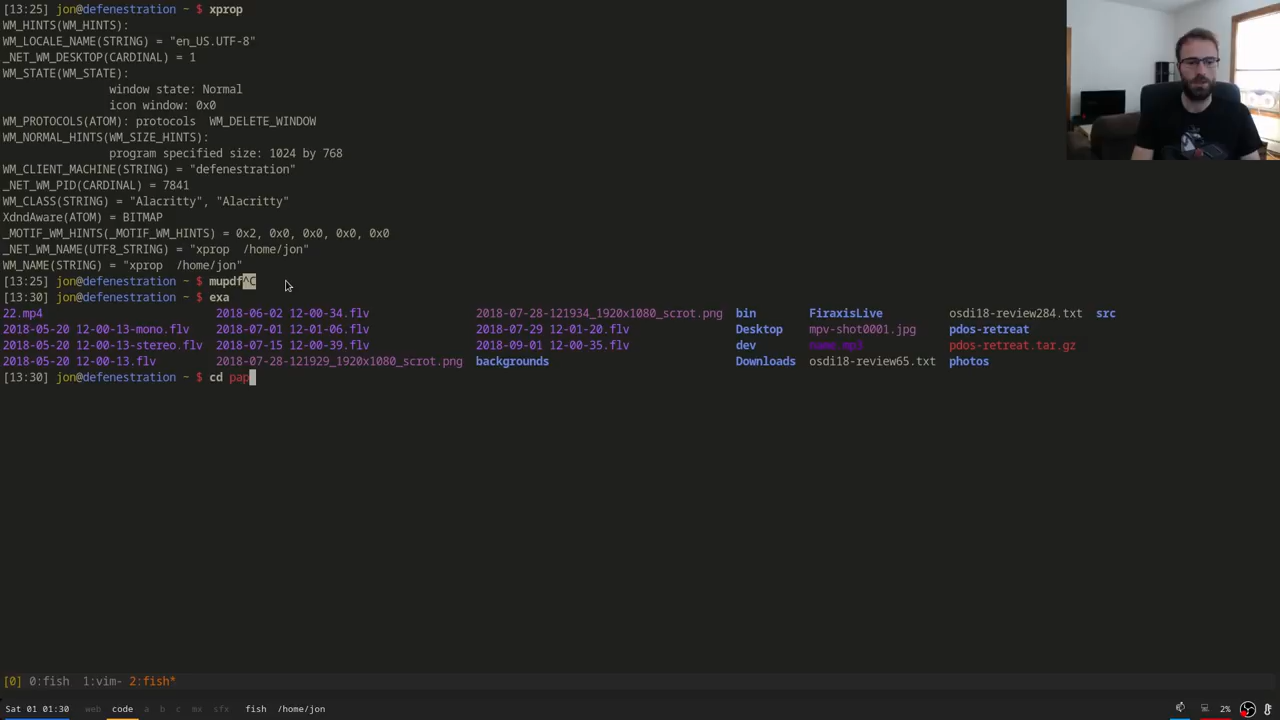 [13:25] jon@defenestration ~ $ xprop
WM_HINTS(WM_HINTS):
WM_LOCALE_NAME(STRING) = "en_US.UTF-8"
_NET_WM_DESKTOP(CARDINAL) = 1
WM_STATE(WM_STATE):
window state: Normal
icon window: 0x0
WM_PROTOCOLS(ATOM): protocols  WM_DELETE_WINDOW
WM_NORMAL_HINTS(WM_SIZE_HINTS):
program specified size: 1024 by 768
WM_CLIENT_MACHINE(STRING) = "defenestration"
_NET_WM_PID(CARDINAL) = 7841
WM_CLASS(STRING) = "Alacritty", "Alacritty"
XdndAware(ATOM) = BITMAP
_MOTIF_WM_HINTS(_MOTIF_WM_HINTS) = 0x2, 0x0, 0x0, 0x0, 0x0
_NET_WM_NAME(UTF8_STRING) = "xprop  /home/jon"
WM_NAME(STRING) = "xprop  /home/jon"
[13:25] jon@defenestration ~ $ mupdf^C
[13:30] jon@defenestration ~ $ exa
22.mp4 2018-06-02 12-00-34.flv 2018-07-28-121934_1920x1080_scrot.png bin FiraxisLive osdi18-review284.txt src
2018-05-20 12-00-13-mono.flv 2018-07-01 12-01-06.flv 2018-07-29 12-01-20.flv Desktop mpv-shot0001.jpg pdos-retreat
2018-05-20 12-00-13-stereo.flv 2018-07-15 12-00-39.flv 2018-09-01 12-00-35.flv dev name.mp3 pdos-retreat.tar.gz
2018-05-20 12-00-13.flv 2018-07-28-121929_1920x1080_scrot.png backgrounds Downloads osdi18-review65.txt photos
[13:30] jon@defenestration ~ $ cd pap
[0] 0:fish  1:vim- 2:fish*
Sat 01 01:30 web code a b c me sfx fish /home/jon 2%